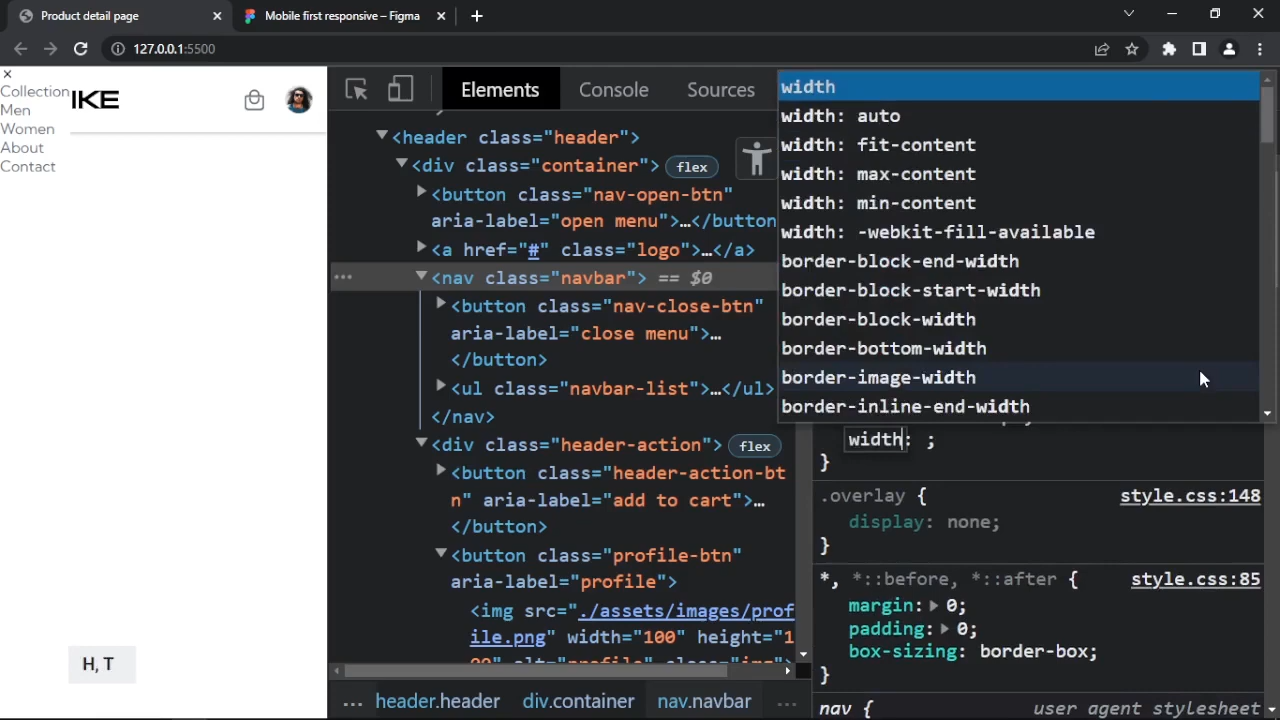 Product detail page
Mobile first responsive – Figma
127.0.0.1:5500
Collection
Men
Women
About
Contact
IKE
H, T
Elements
Console
Sources
<header class="header">
<div class="container">
flex
<button class="nav-open-btn"
aria-label="open menu">…</button
<a href="#" class="logo">…</a>
<nav class="navbar"> == $0
<button class="nav-close-btn"
aria-label="close menu">…
</button>
<ul class="navbar-list">…</ul>
</nav>
<div class="header-action">
flex
<button class="header-action-bt
n" aria-label="add to cart">…
</button>
<button class="profile-btn"
aria-label="profile">
<img src="./assets/images/prof
ile.png" width="100" height="1
00" alt="profile" class="img">
… header.header div.container nav.navbar …
width
width: auto
width: fit-content
width: max-content
width: min-content
width: -webkit-fill-available
border-block-end-width
border-block-start-width
border-block-width
border-bottom-width
border-image-width
border-inline-end-width
width: ;
}
.overlay {
style.css:148
display: none;
}
*, *::before, *::after {
style.css:85
margin: 0;
padding: 0;
box-sizing: border-box;
}
nav {
user agent stylesheet